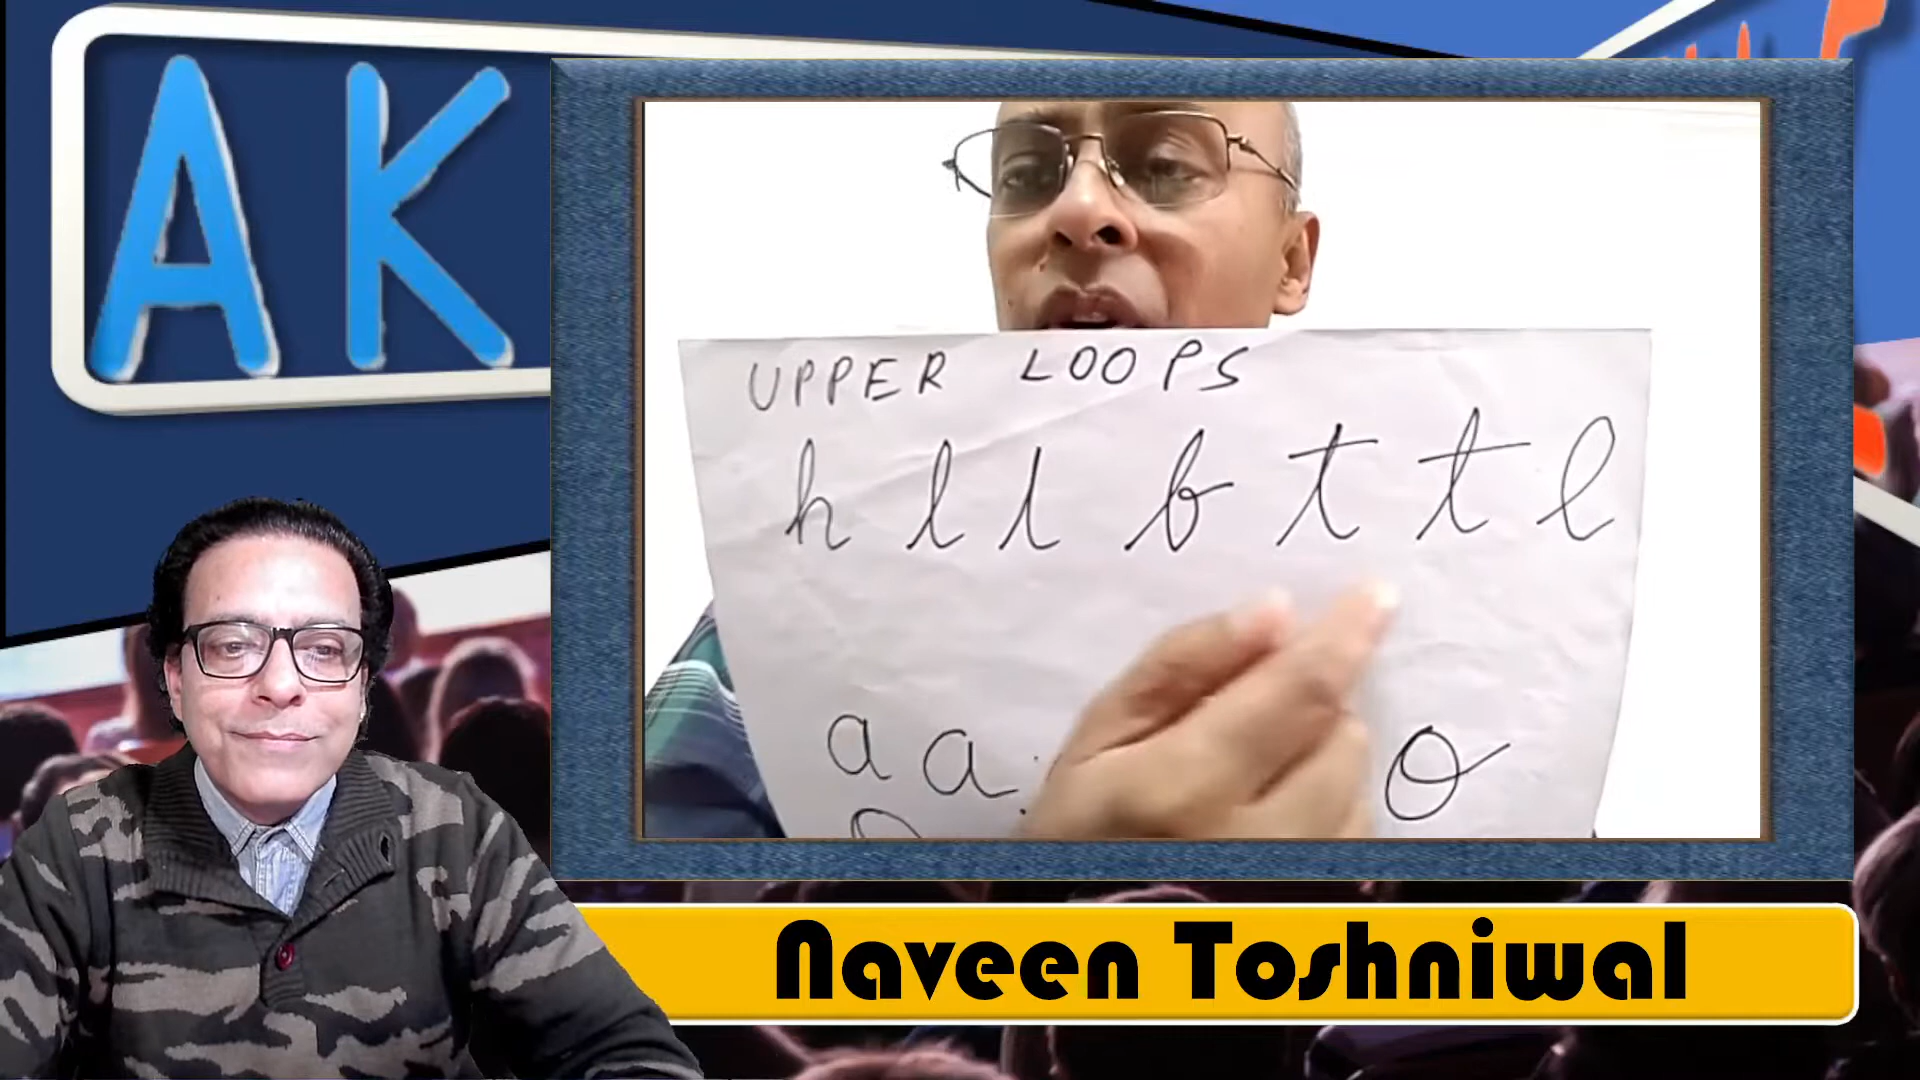 AK
UPPER LOOPS
h l l b t t l
a a o
Naveen Toshniwal